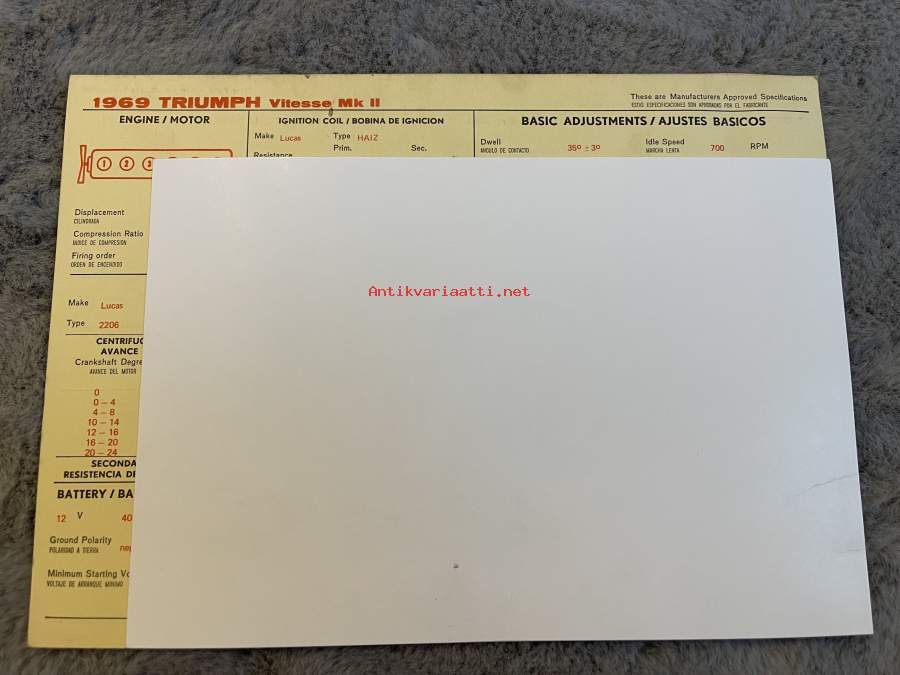 1969 TRIUMPH Vitesse Mk II
These are Manufacturers Approved Specifications
ESTAS ESPECIFICACIONES SON APROBADAS POR EL FABRICANTE
ENGINE / MOTOR
IGNITION COIL / BOBINA DE IGNICION
BASIC ADJUSTMENTS / AJUSTES BASICOS
Make Lucas Type HAIZ
Prim. Sec.
Resistance
Dwell 35º ± 3º Idle Speed 700 RPM
ANGULO DE CONTACTO MARCHA LENTA
1 2 3
Displacement
CILINDRADA
Compression Ratio
INDICE DE COMPRESION
Firing order
ORDEN DE ENCENDIDO
Antikvariaatti.net
Make Lucas
Type 2206
CENTRIFUG
AVANCE
Crankshaft Degre
AVANCE DEL MOTOR
0
0 – 4
4 – 8
10 – 14
12 – 16
16 – 20
20 – 24
SECONDA
RESISTENCIA DE
BATTERY / BA
12 V 40
Ground Polarity
POLARIDAD A TIERRA neg
Minimum Starting Vo
VOLTAJE DE ARRANQUE MINIMO